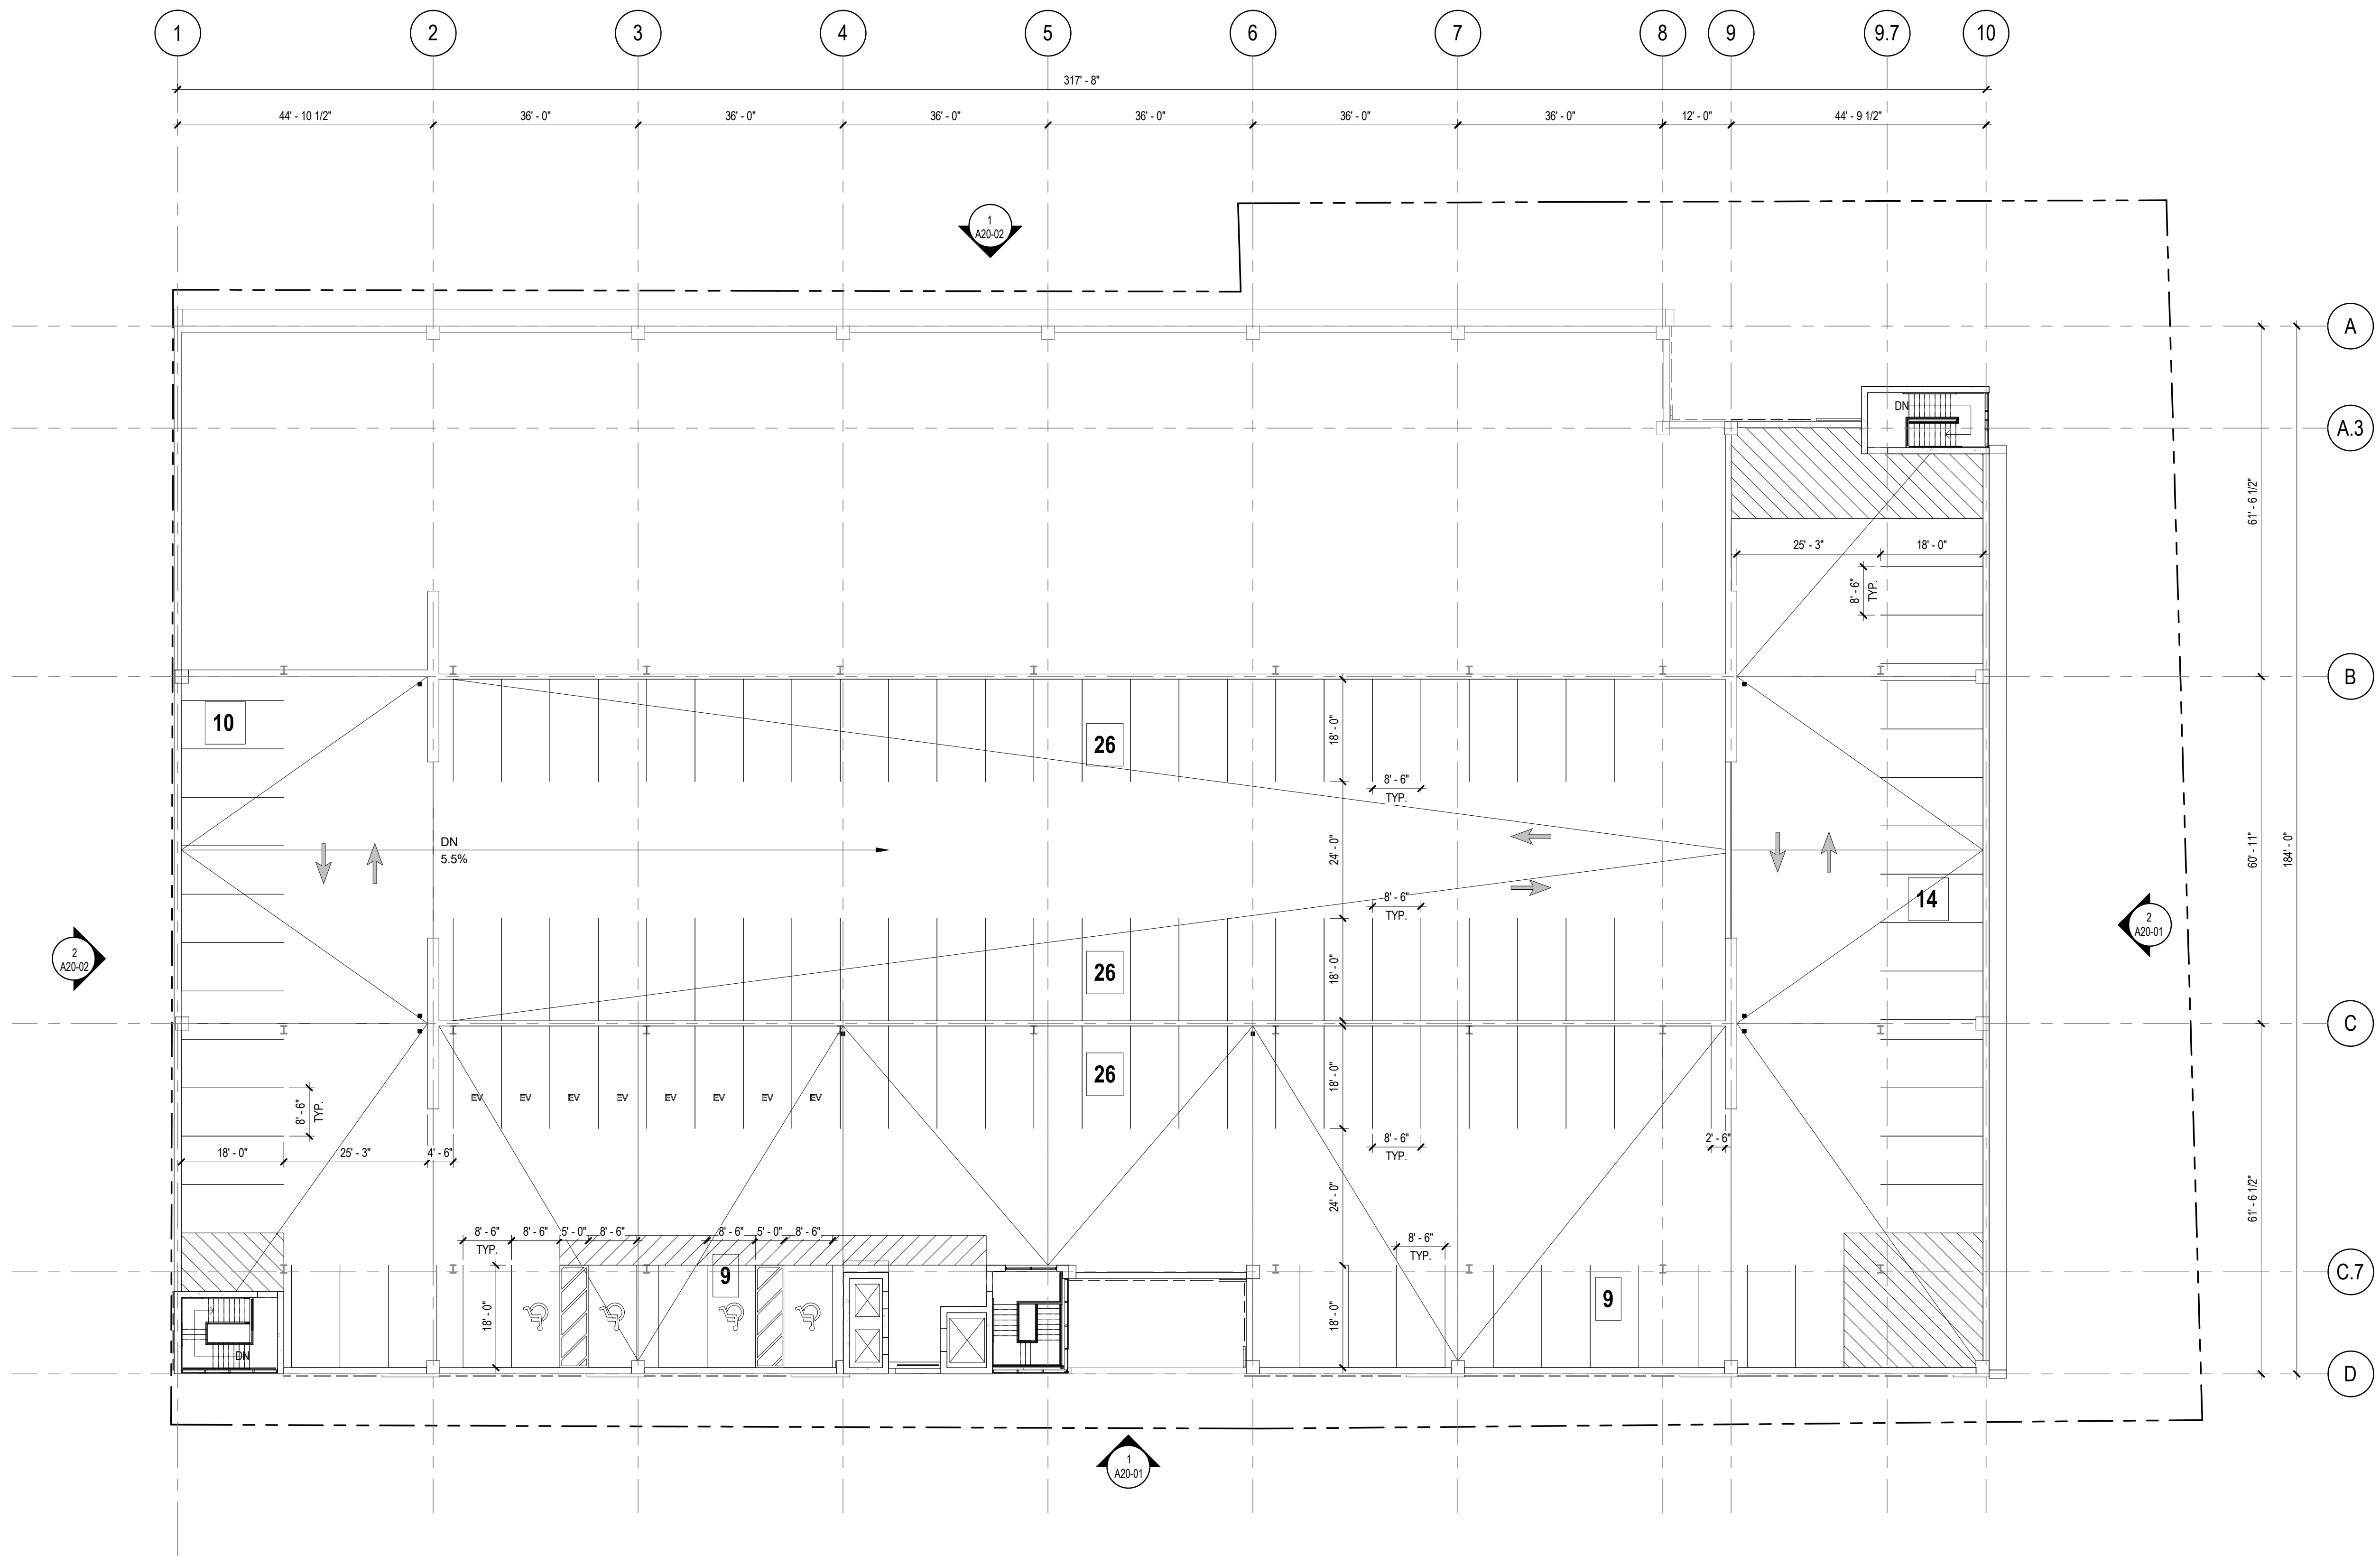 1
2
3
4
5
6
7
8
9
9.7
10
317' - 8"
44' - 10 1/2"
36' - 0"
36' - 0"
36' - 0"
36' - 0"
36' - 0"
36' - 0"
12' - 0"
44' - 9 1/2"
1
A20-02
A
DN
A.3
61' - 6 1/2"
25' - 3"
18' - 0"
8' - 6"
TYP.
B
10
26
18' - 0"
8' - 6"
TYP.
DN
5.5%
24' - 0"
60' - 11"
184' - 0"
8' - 6"
TYP.
14
2
A20-01
2
A20-02
26
18' - 0"
C
26
18' - 0"
EV
EV
EV
EV
EV
EV
EV
EV
8' - 6"
TYP.
8' - 6"
TYP.
2' - 6"
18' - 0"
25' - 3"
4' - 6"
24' - 0"
61' - 6 1/2"
8' - 6"
TYP.
8' - 6"
5' - 0"
8' - 6"
8' - 6"
5' - 0"
8' - 6"
8' - 6"
TYP.
9
C.7
9
18' - 0"
18' - 0"
DN
D
1
A20-01